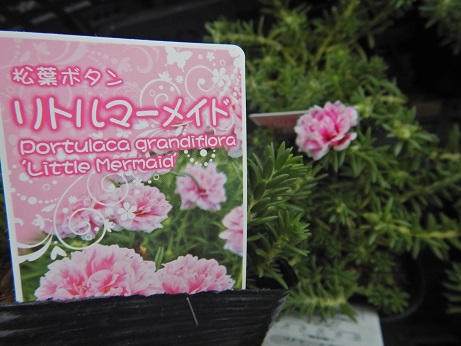 松葉ボタン
リトルマーメイド
Portulaca grandiflora
'Little Mermaid'